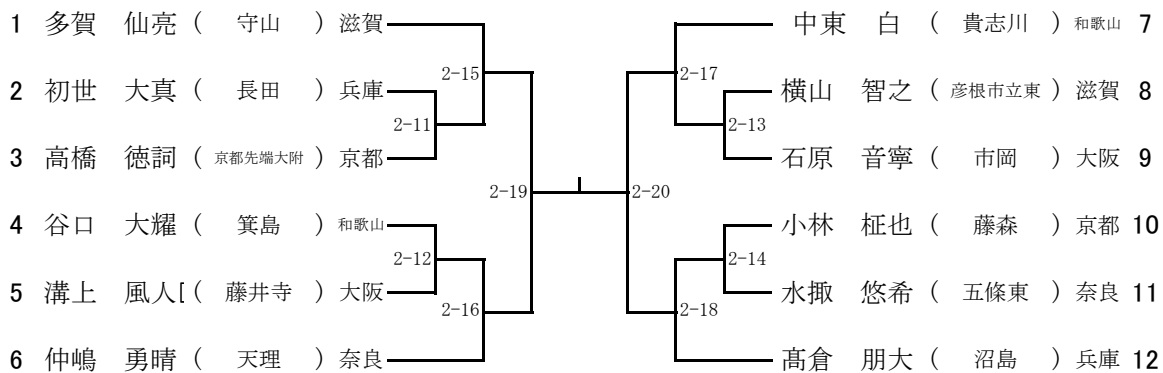 1 多賀 仙亮 ( 守山 ) 滋賀
2 初世 大真 ( 長田 ) 兵庫
3 高橋 徳詞 ( 京都先端大附 ) 京都
4 谷口 大耀 ( 箕島 ) 和歌山
5 溝上 風人[ ( 藤井寺 ) 大阪
6 仲嶋 勇晴 ( 天理 ) 奈良
2-15
2-11
2-19
2-12
2-16
中東 白 ( 貴志川 ) 和歌山 7
横山 智之 ( 彦根市立東 ) 滋賀 8
石原 音寧 ( 市岡 ) 大阪 9
小林 柾也 ( 藤森 ) 京都 10
水掫 悠希 ( 五條東 ) 奈良 11
髙倉 朋大 ( 沼島 ) 兵庫 12
2-17
2-13
2-20
2-14
2-18